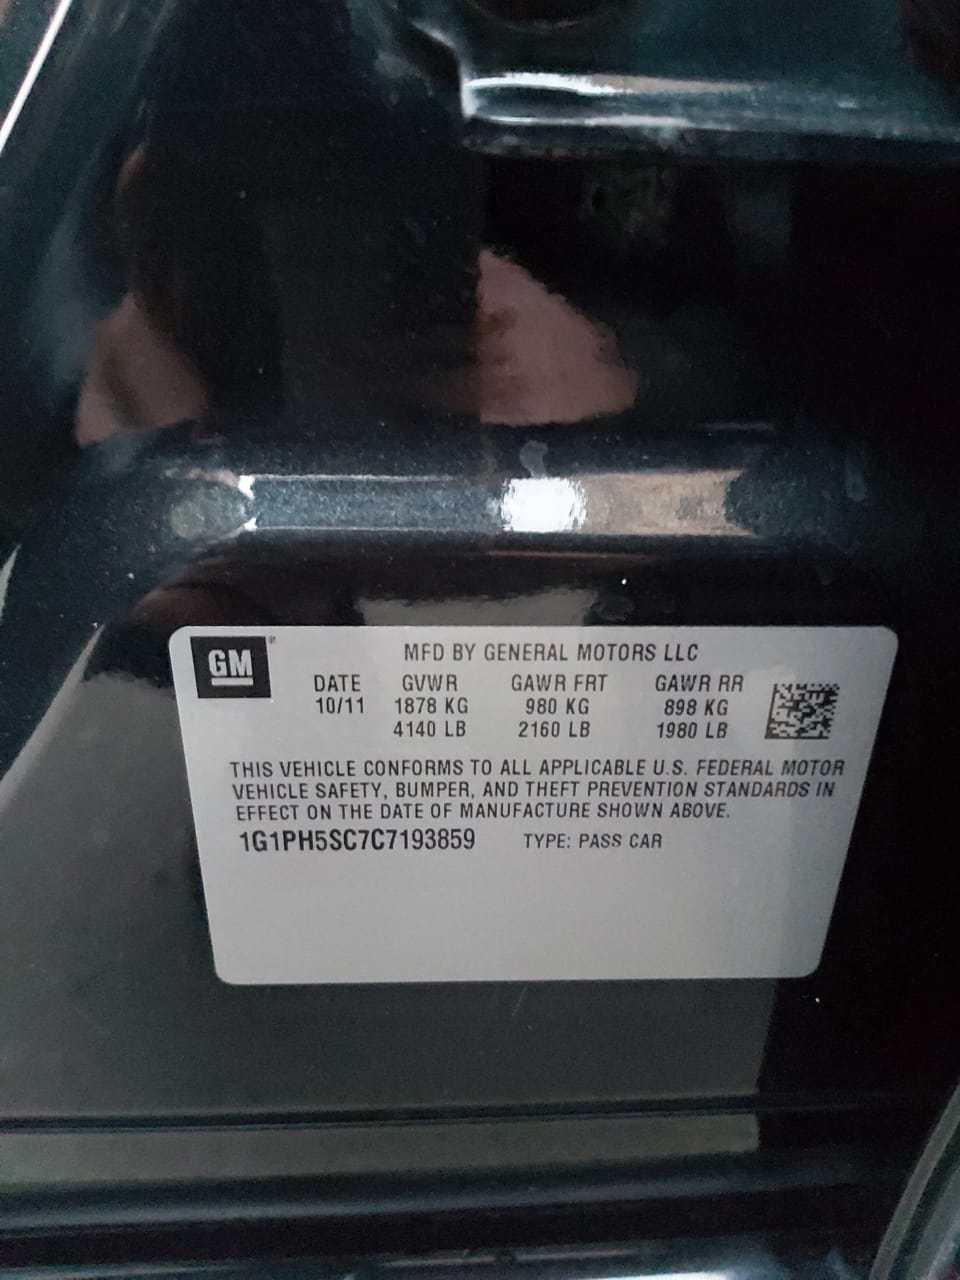 GM
MFD BY GENERAL MOTORS LLC
DATE GVWR GAWR FRT GAWR RR
10/11 1878 KG 980 KG 898 KG
4140 LB 2160 LB 1980 LB
THIS VEHICLE CONFORMS TO ALL APPLICABLE U.S. FEDERAL MOTOR
VEHICLE SAFETY, BUMPER, AND THEFT PREVENTION STANDARDS IN
EFFECT ON THE DATE OF MANUFACTURE SHOWN ABOVE.
1G1PH5SC7C7193859 TYPE: PASS CAR